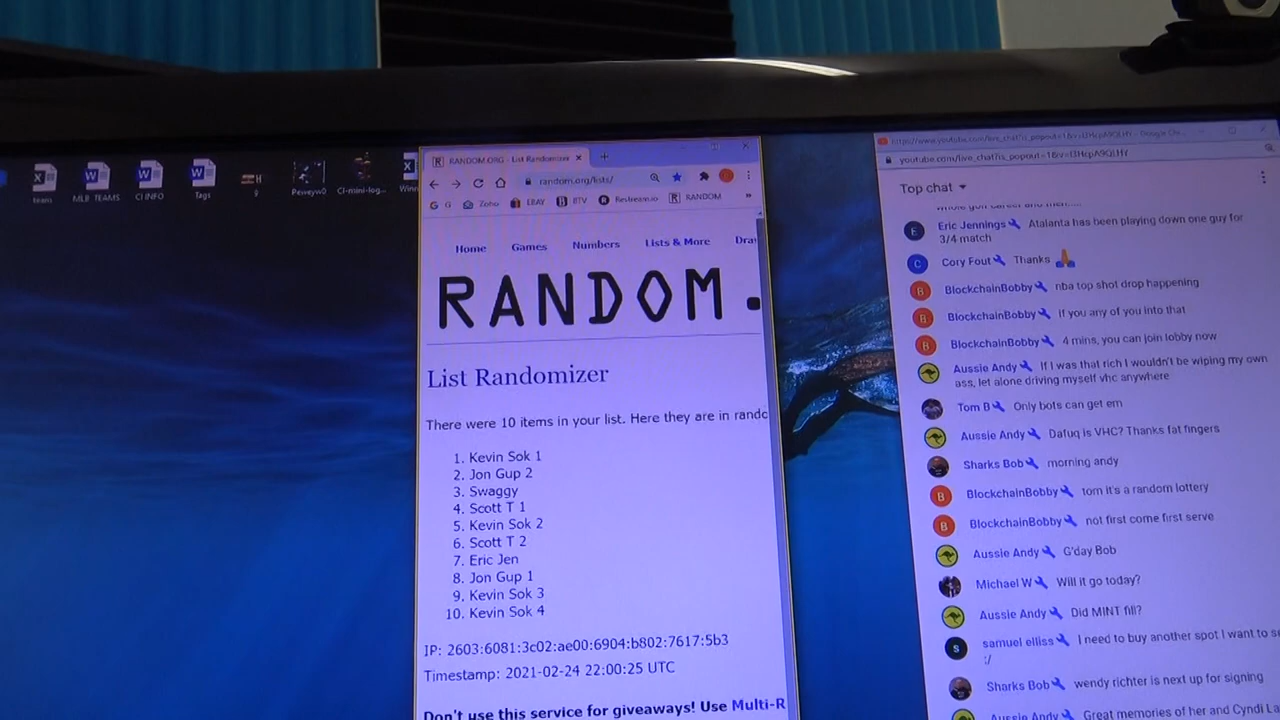 team
MLB TEAMS
CI INFO
Tags
9
PeweywD
CI-mini-log...
Winn
RANDOM.ORG - List Randomizer
random.org/lists/
G
Zoho
EBAY
BTV
Restream.io
RANDOM
»
Home Games Numbers Lists & More Dra
RANDOM.
List Randomizer
There were 10 items in your list. Here they are in rando
1. Kevin Sok 1
2. Jon Gup 2
3. Swaggy
4. Scott T 1
5. Kevin Sok 2
6. Scott T 2
7. Eric Jen
8. Jon Gup 1
9. Kevin Sok 3
10. Kevin Sok 4
IP: 2603:6081:3c02:ae00:6904:b802:7617:5b3
Timestamp: 2021-02-24 22:00:25 UTC
Don't use this service for giveaways! Use Multi-R
Top chat
Eric Jennings Atalanta has been playing down one guy for
3/4 match
Cory Fout Thanks 🙏
BlockchainBobby nba top shot drop happening
BlockchainBobby if you any of you into that
BlockchainBobby 4 mins, you can join lobby now
Aussie Andy If I was that rich I wouldn't be wiping my own
ass, let alone driving myself vhc anywhere
Tom B Only bots can get em
Aussie Andy Dafuq is VHC? Thanks fat fingers
Sharks Bob morning andy
BlockchainBobby tom it's a random lottery
BlockchainBobby not first come first serve
Aussie Andy G'day Bob
Michael W Will it go today?
Aussie Andy Did MINT fill?
samuel elliss I need to buy another spot I want to se
:/
Sharks Bob wendy richter is next up for signing
Aussie Andy Great memories of her and Cyndi La